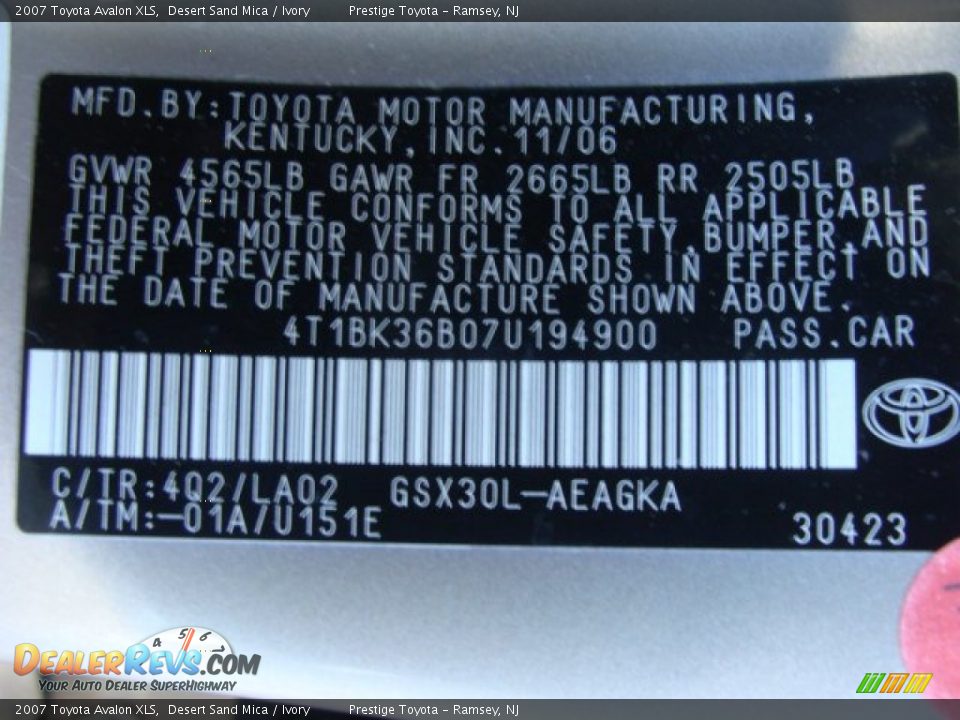 2007 Toyota Avalon XLS,  Desert Sand Mica / Ivory          Prestige Toyota - Ramsey, NJ
MFD.BY:TOYOTA MOTOR MANUFACTURING,
KENTUCKY,INC.11/06
GVWR 4565LB GAWR FR 2665LB RR 2505LB
THIS VEHICLE CONFORMS TO ALL APPLICABLE
FEDERAL MOTOR VEHICLE SAFETY,BUMPER,AND
THEFT PREVENTION STANDARDS IN EFFECT ON
THE DATE OF MANUFACTURE SHOWN ABOVE.
4T1BK36B07U194900     PASS.CAR
C/TR:4Q2/LA02   GSX30L-AEAGKA
A/TM:-01A/U151E
30423
4 5 6
DEALERREVS.COM
YOUR AUTO DEALER SUPERHIGHWAY
2007 Toyota Avalon XLS,  Desert Sand Mica / Ivory          Prestige Toyota - Ramsey, NJ